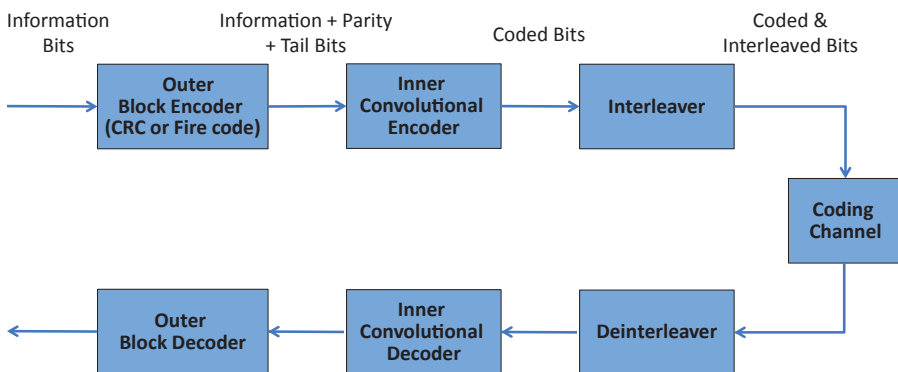 Information
Bits
Information + Parity
+ Tail Bits
Coded Bits
Coded &
Interleaved Bits
Outer
Block Encoder
(CRC or Fire code)
Inner
Convolutional
Encoder
Interleaver
Coding
Channel
Outer
Block Decoder
Inner
Convolutional
Decoder
Deinterleaver